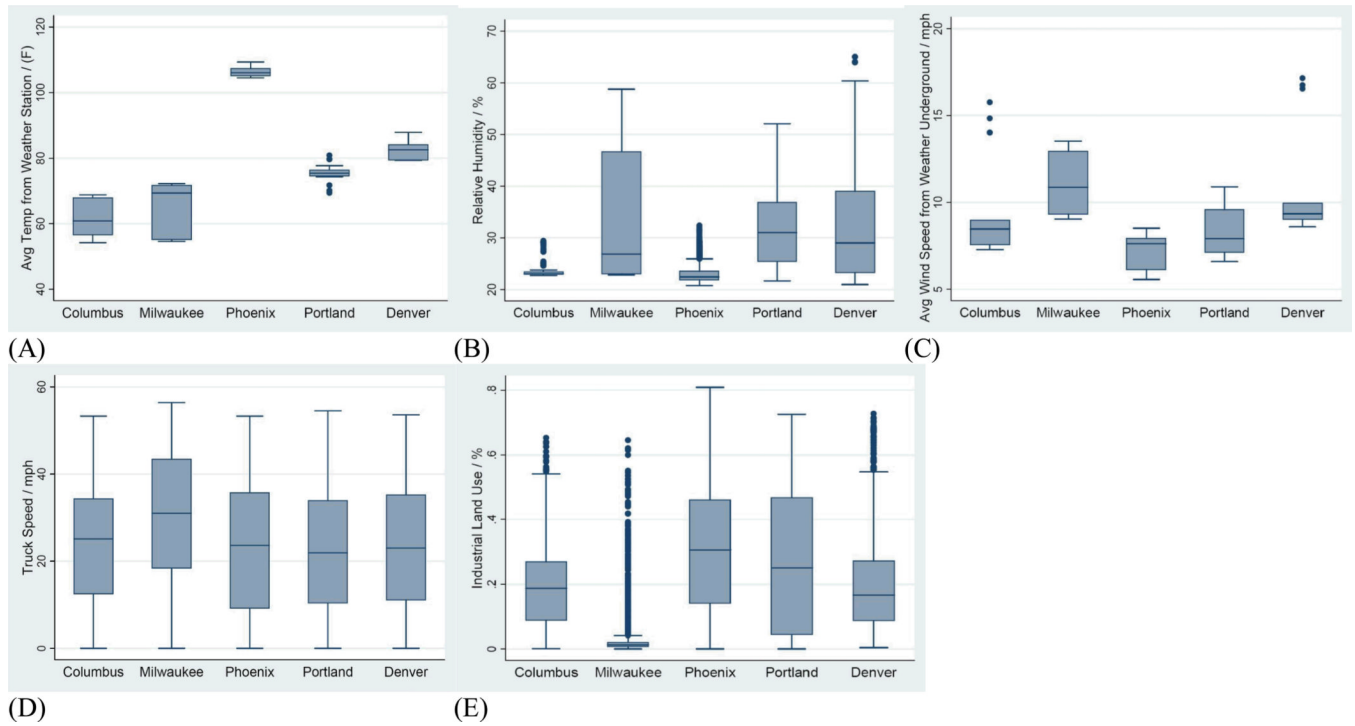 Avg Temp from Weather Station / (F)
120
100
80
60
40
Columbus Milwaukee Phoenix Portland Denver
(A)
Relative Humidity / %
70
60
50
40
30
20
Columbus Milwaukee Phoenix Portland Denver
(B)
Avg Wind Speed from Weather Underground / mph
20
15
10
5
Columbus Milwaukee Phoenix Portland Denver
(C)
Truck Speed / mph
60
40
20
0
Columbus Milwaukee Phoenix Portland Denver
(D)
Industrial Land Use / %
.8
.6
.4
.2
0
Columbus Milwaukee Phoenix Portland Denver
(E)